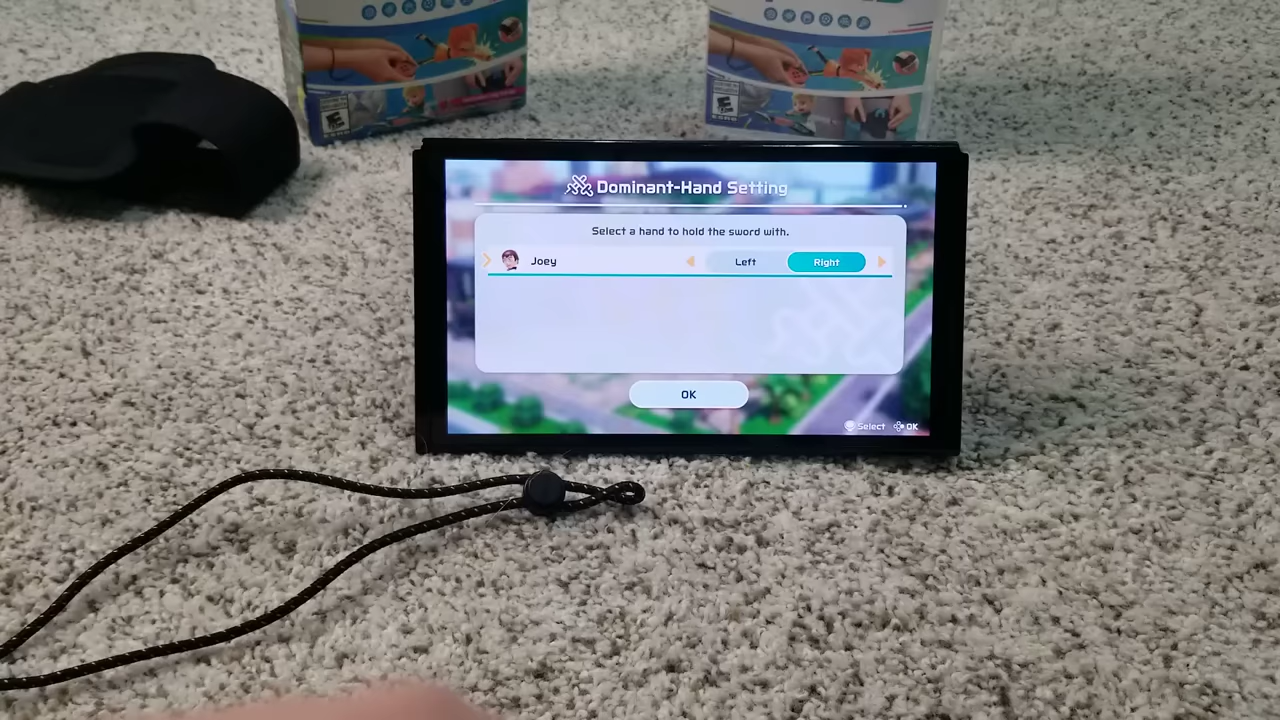 Dominant-Hand Setting
Select a hand to hold the sword with.
Joey Left Right
OK
Select OK
E
E